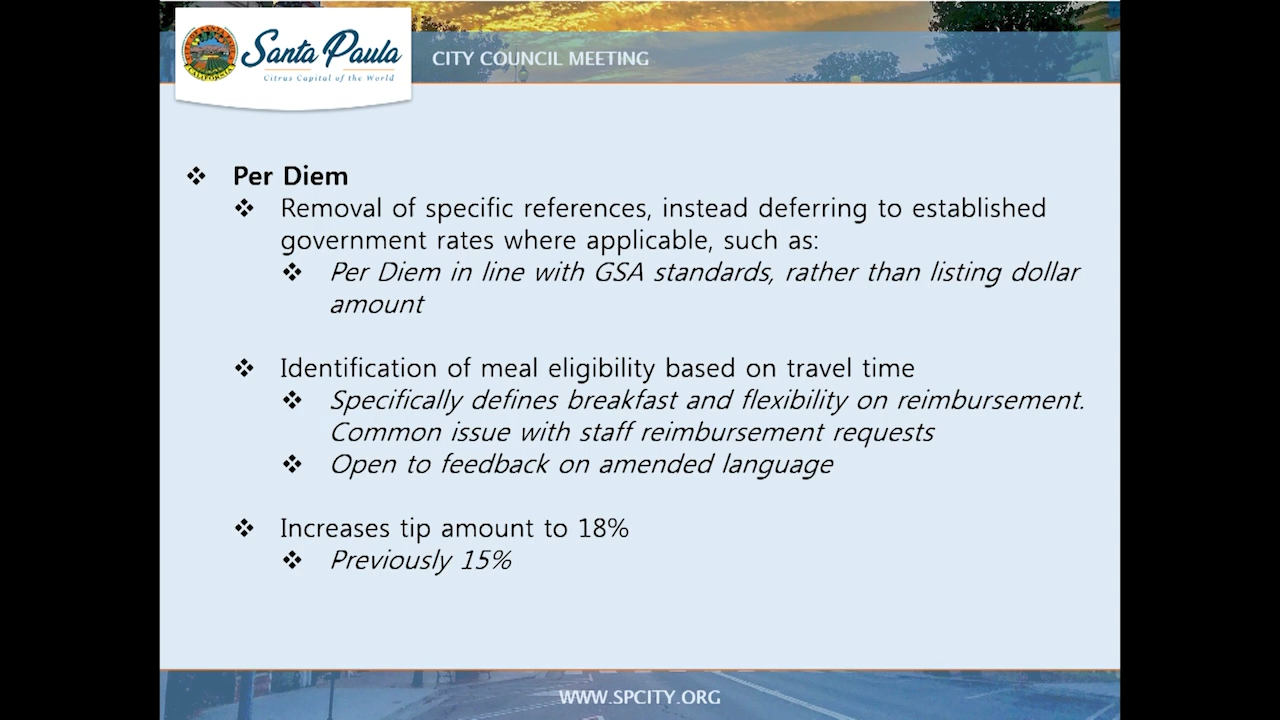 Santa Paula
Citrus Capital of the World
CITY COUNCIL MEETING
❖ Per Diem
❖ Removal of specific references, instead deferring to established
government rates where applicable, such as:
❖ Per Diem in line with GSA standards, rather than listing dollar
amount
❖ Identification of meal eligibility based on travel time
❖ Specifically defines breakfast and flexibility on reimbursement.
Common issue with staff reimbursement requests
❖ Open to feedback on amended language
❖ Increases tip amount to 18%
❖ Previously 15%
WWW.SPCITY.ORG